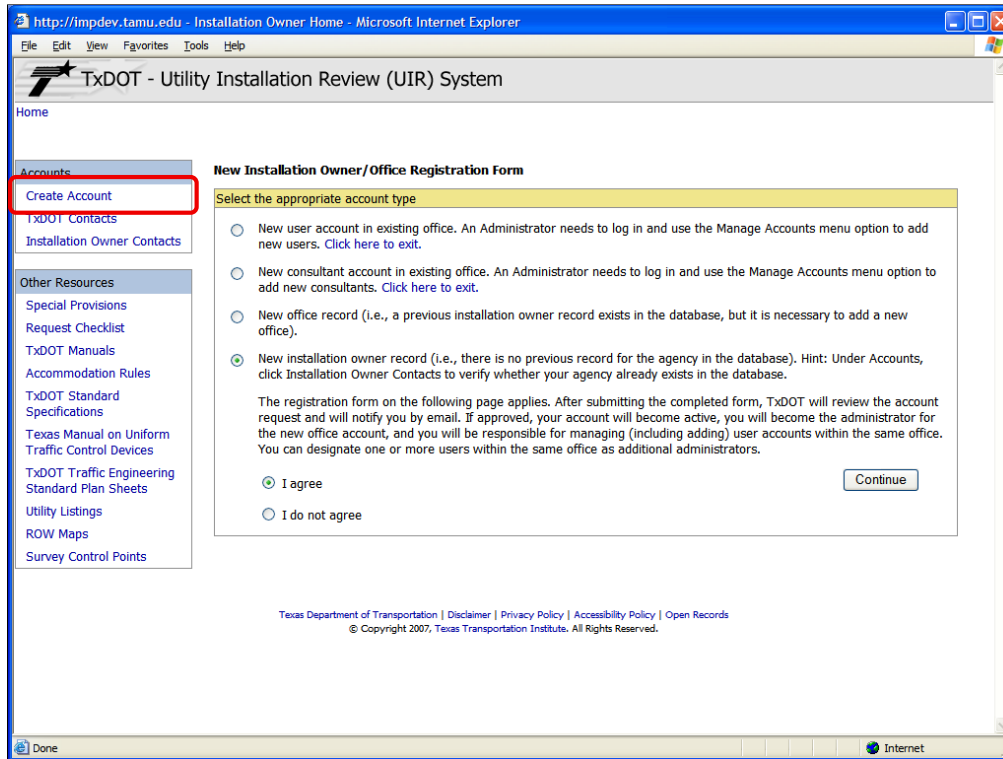 http://impdev.tamu.edu - Installation Owner Home - Microsoft Internet Explorer
File Edit View Favorites Tools Help
TxDOT - Utility Installation Review (UIR) System
Home
Accounts
Create Account
TxDOT Contacts
Installation Owner Contacts
Other Resources
Special Provisions
Request Checklist
TxDOT Manuals
Accommodation Rules
TxDOT Standard
Specifications
Texas Manual on Uniform
Traffic Control Devices
TxDOT Traffic Engineering
Standard Plan Sheets
Utility Listings
ROW Maps
Survey Control Points
New Installation Owner/Office Registration Form
Select the appropriate account type
New user account in existing office. An Administrator needs to log in and use the Manage Accounts menu option to add
new users. Click here to exit.
New consultant account in existing office. An Administrator needs to log in and use the Manage Accounts menu option to
add new consultants. Click here to exit.
New office record (i.e., a previous installation owner record exists in the database, but it is necessary to add a new
office).
New installation owner record (i.e., there is no previous record for the agency in the database). Hint: Under Accounts,
click Installation Owner Contacts to verify whether your agency already exists in the database.
The registration form on the following page applies. After submitting the completed form, TxDOT will review the account
request and will notify you by email. If approved, your account will become active, you will become the administrator for
the new office account, and you will be responsible for managing (including adding) user accounts within the same office.
You can designate one or more users within the same office as additional administrators.
I agree
Continue
I do not agree
Texas Department of Transportation | Disclaimer | Privacy Policy | Accessibility Policy | Open Records
© Copyright 2007, Texas Transportation Institute. All Rights Reserved.
Done
Internet